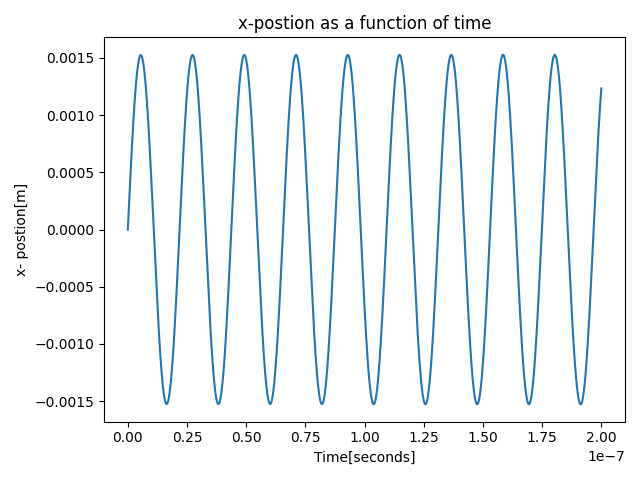 x-postion as a function of time
0.0015
0.0010
0.0005
0.0000
−0.0005
−0.0010
−0.0015
x- postion[m]
0.00 0.25 0.50 0.75 1.00 1.25 1.50 1.75 2.00
1e−7
Time[seconds]